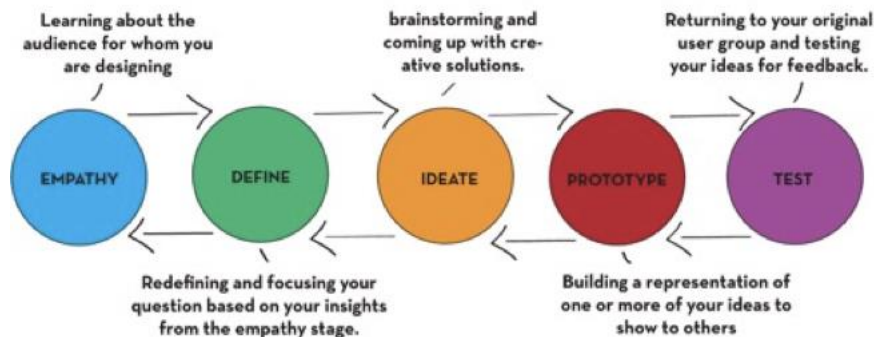 Learning about the
audience for whom you
are designing
brainstorming and
coming up with cre-
ative solutions.
Returning to your original
user group and testing
your ideas for feedback.
EMPATHY
DEFINE
IDEATE
PROTOTYPE
TEST
Redefining and focusing your
question based on your insights
from the empathy stage.
Building a representation of
one or more of your ideas to
show to others